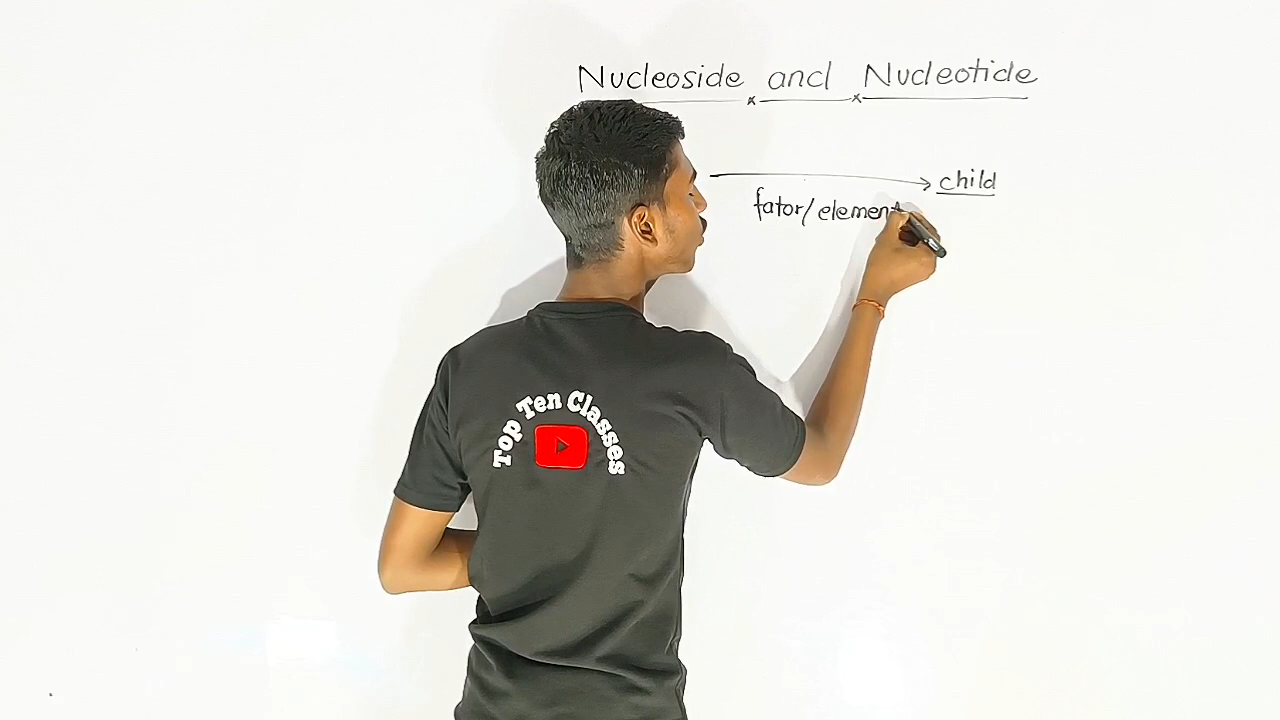 Nucleoside and Nucleotide
child
fator/element
Top Ten Classes